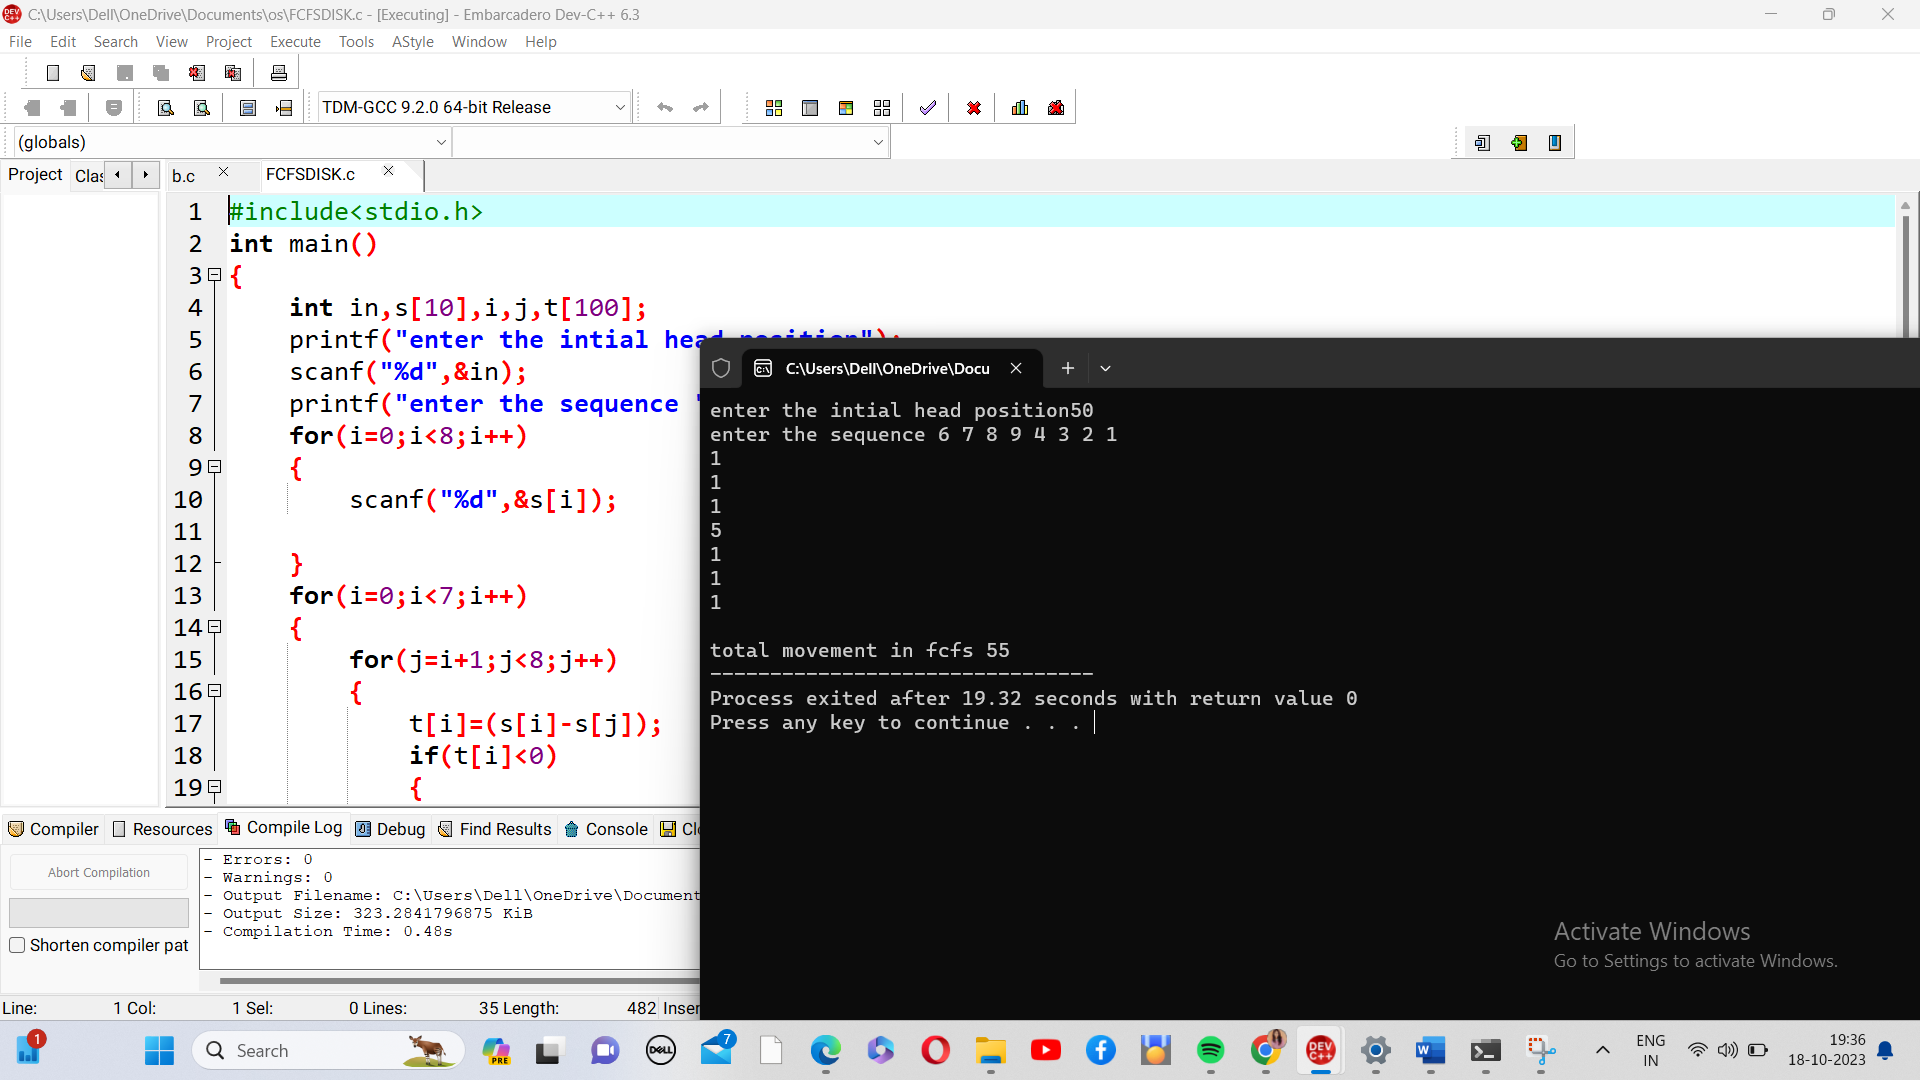 C:\Users\Dell\OneDrive\Documents\os\FCFSDISK.c - [Executing] - Embarcadero Dev-C++ 6.3
File Edit Search View Project Execute Tools AStyle Window Help
TDM-GCC 9.2.0 64-bit Release
(globals)
Project Clas b.c FCFSDISK.c
1 #include<stdio.h>
2 int main()
3 {
4 int in,s[10],i,j,t[100];
5 printf("enter the intial head position");
6 scanf("%d",&in);
7 printf("enter the sequence "
8 for(i=0;i<8;i++)
9 {
10 scanf("%d",&s[i]);
11
12 }
13 for(i=0;i<7;i++)
14 {
15 for(j=i+1;j<8;j++)
16 {
17 t[i]=(s[i]-s[j]);
18 if(t[i]<0)
19 {
C:\Users\Dell\OneDrive\Docu
enter the intial head position50
enter the sequence 6 7 8 9 4 3 2 1
1
1
1
5
1
1
1
total movement in fcfs 55
--------------------------------
Process exited after 19.32 seconds with return value 0
Press any key to continue . . .
Compiler Resources Compile Log Debug Find Results Console Cl
Abort Compilation
Shorten compiler pat
- Errors: 0
- Warnings: 0
- Output Filename: C:\Users\Dell\OneDrive\Document
- Output Size: 323.2841796875 KiB
- Compilation Time: 0.48s
Activate Windows
Go to Settings to activate Windows.
Line: 1 Col: 1 Sel: 0 Lines: 35 Length: 482 Inser
1 Search PRE DELL 7 DEV C++ ENG IN 19:36 18-10-2023